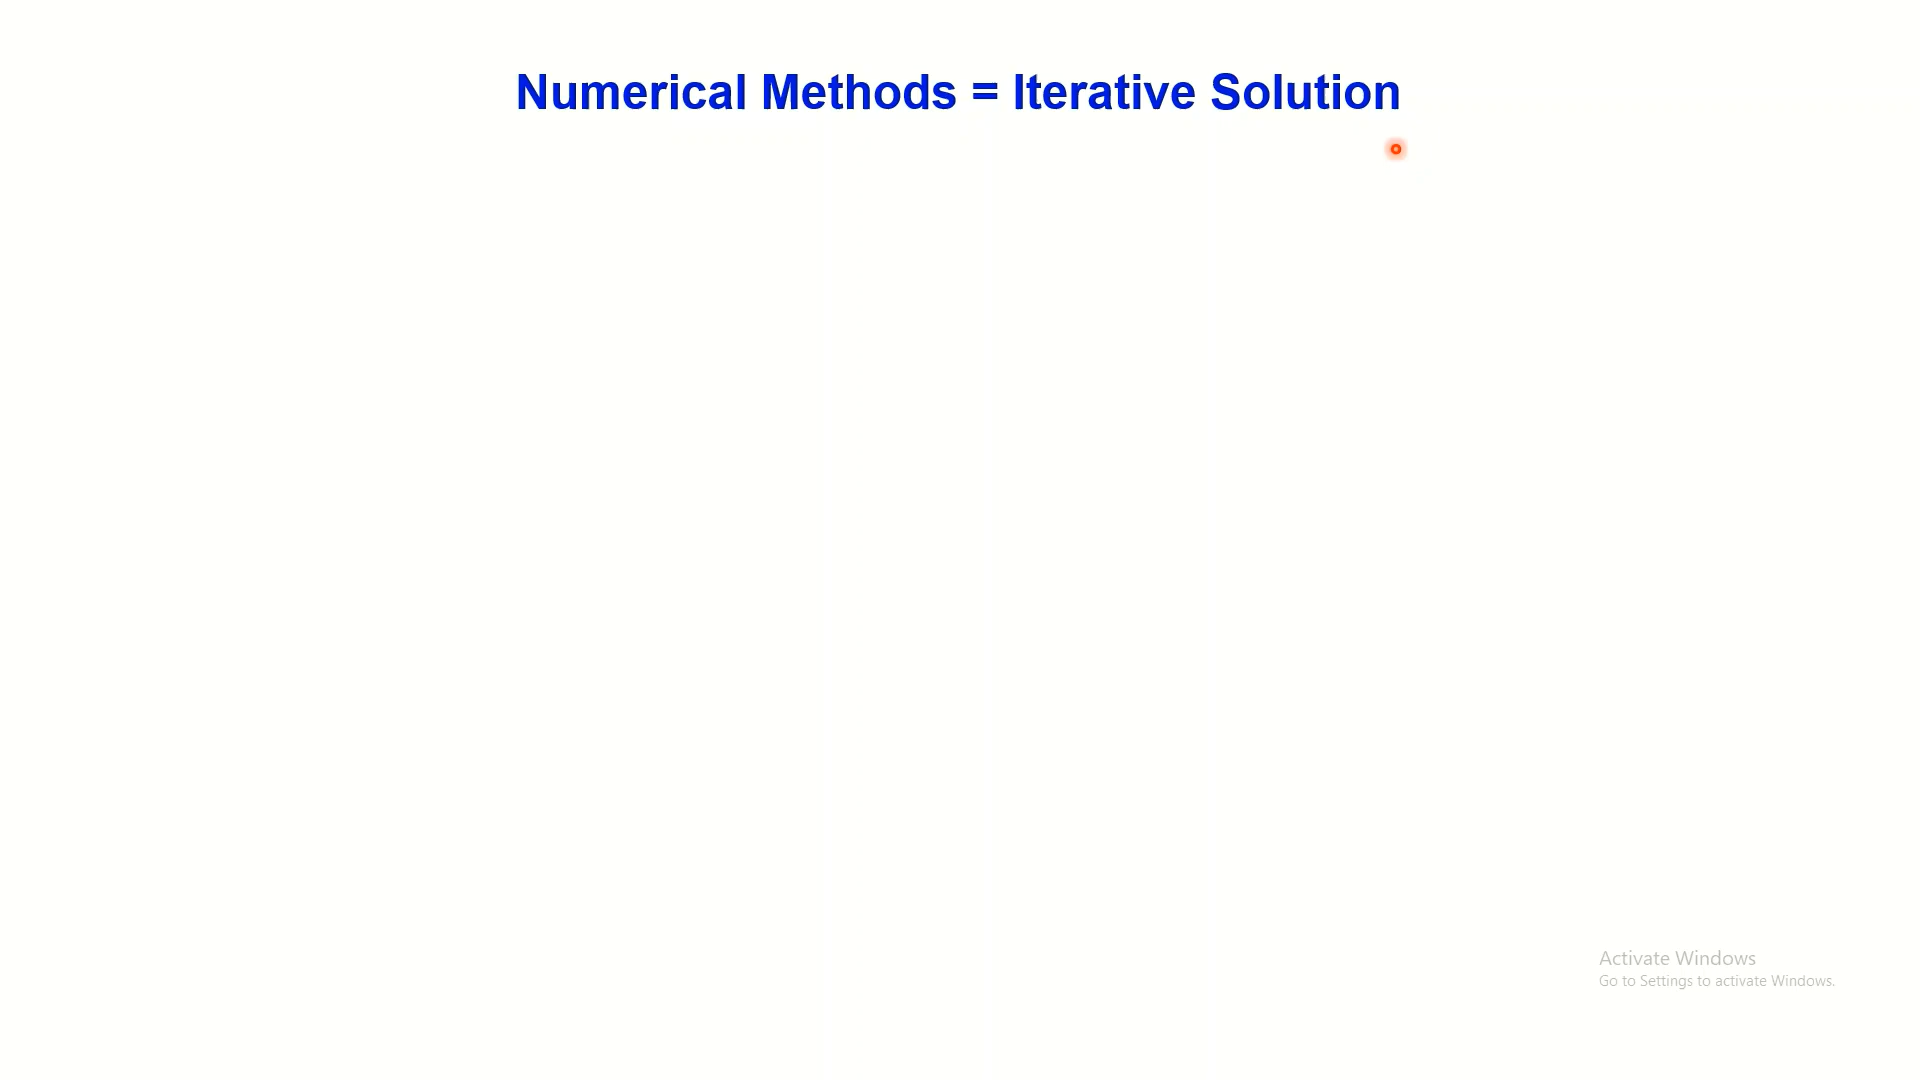 Numerical Methods = Iterative Solution
Activate Windows
Go to Settings to activate Windows.